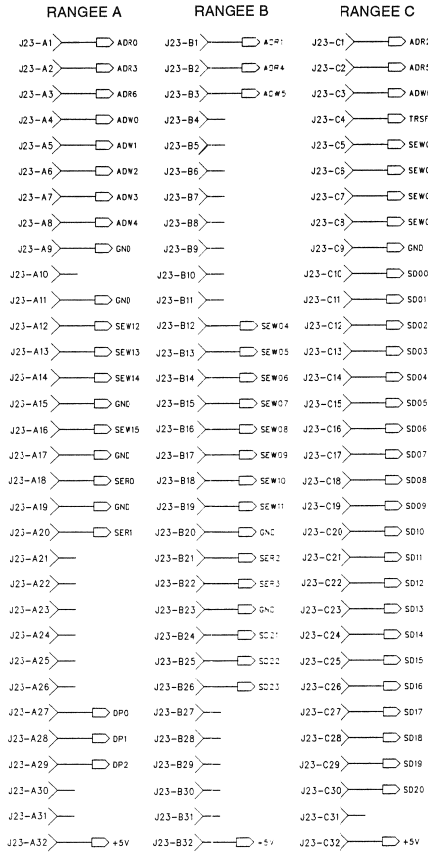 RANGEE A RANGEE B RANGEE C
J23-A1 ADR0 J23-B1 ADR1 J23-C1 ADR2
J23-A2 ADR3 J23-B2 ADR4 J23-C2 ADR5
J23-A3 ADR6 J23-B3 ADW5 J23-C3
J23-A4 ADW0 J23-B4 J23-C4
J23-A5 ADW1 J23-B5 J23-C5
J23-A6 ADW2 J23-B6 J23-C6
J23-A7 ADW3 J23-B7 J23-C7
J23-A8 ADW4 J23-B8 J23-C8
J23-A9 GND J23-B9 J23-C9 GND
J23-A10 J23-B10 J23-C10 SD00
J23-A11 GND J23-B11 J23-C11 SD01
J23-A12 SEW12 J23-B12 SEW04 J23-C12 SD02
J23-A13 SEW13 J23-B13 SEW05 J23-C13 SD03
J23-A14 SEW14 J23-B14 SEW06 J23-C14 SD04
J23-A15 GND J23-B15 SEW07 J23-C15 SD05
J23-A16 SEW15 J23-B16 SEW08 J23-C16 SD06
J23-A17 GND J23-B17 SEW09 J23-C17 SD07
J23-A18 SER0 J23-B18 SEW10 J23-C18 SD08
J23-A19 GND J23-B19 SEW11 J23-C19 SD09
J23-A20 SER1 J23-B20 GND J23-C20 SD10
J23-A21 J23-B21 SER2 J23-C21 SD11
J23-A22 J23-B22 SER3 J23-C22 SD12
J23-A23 J23-B23 GND J23-C23 SD13
J23-A24 J23-B24 SD21 J23-C24 SD14
J23-A25 J23-B25 SD22 J23-C25 SD15
J23-A26 J23-B26 SD23 J23-C26 SD16
J23-A27 DP0 J23-B27 J23-C27 SD17
J23-A28 DP1 J23-B28 J23-C28 SD18
J23-A29 DP2 J23-B29 J23-C29 SD19
J23-A30 J23-B30 J23-C30 SD20
J23-A31 J23-B31 J23-C31
J23-A32 +5V J23-B32 +5V J23-C32 +5V